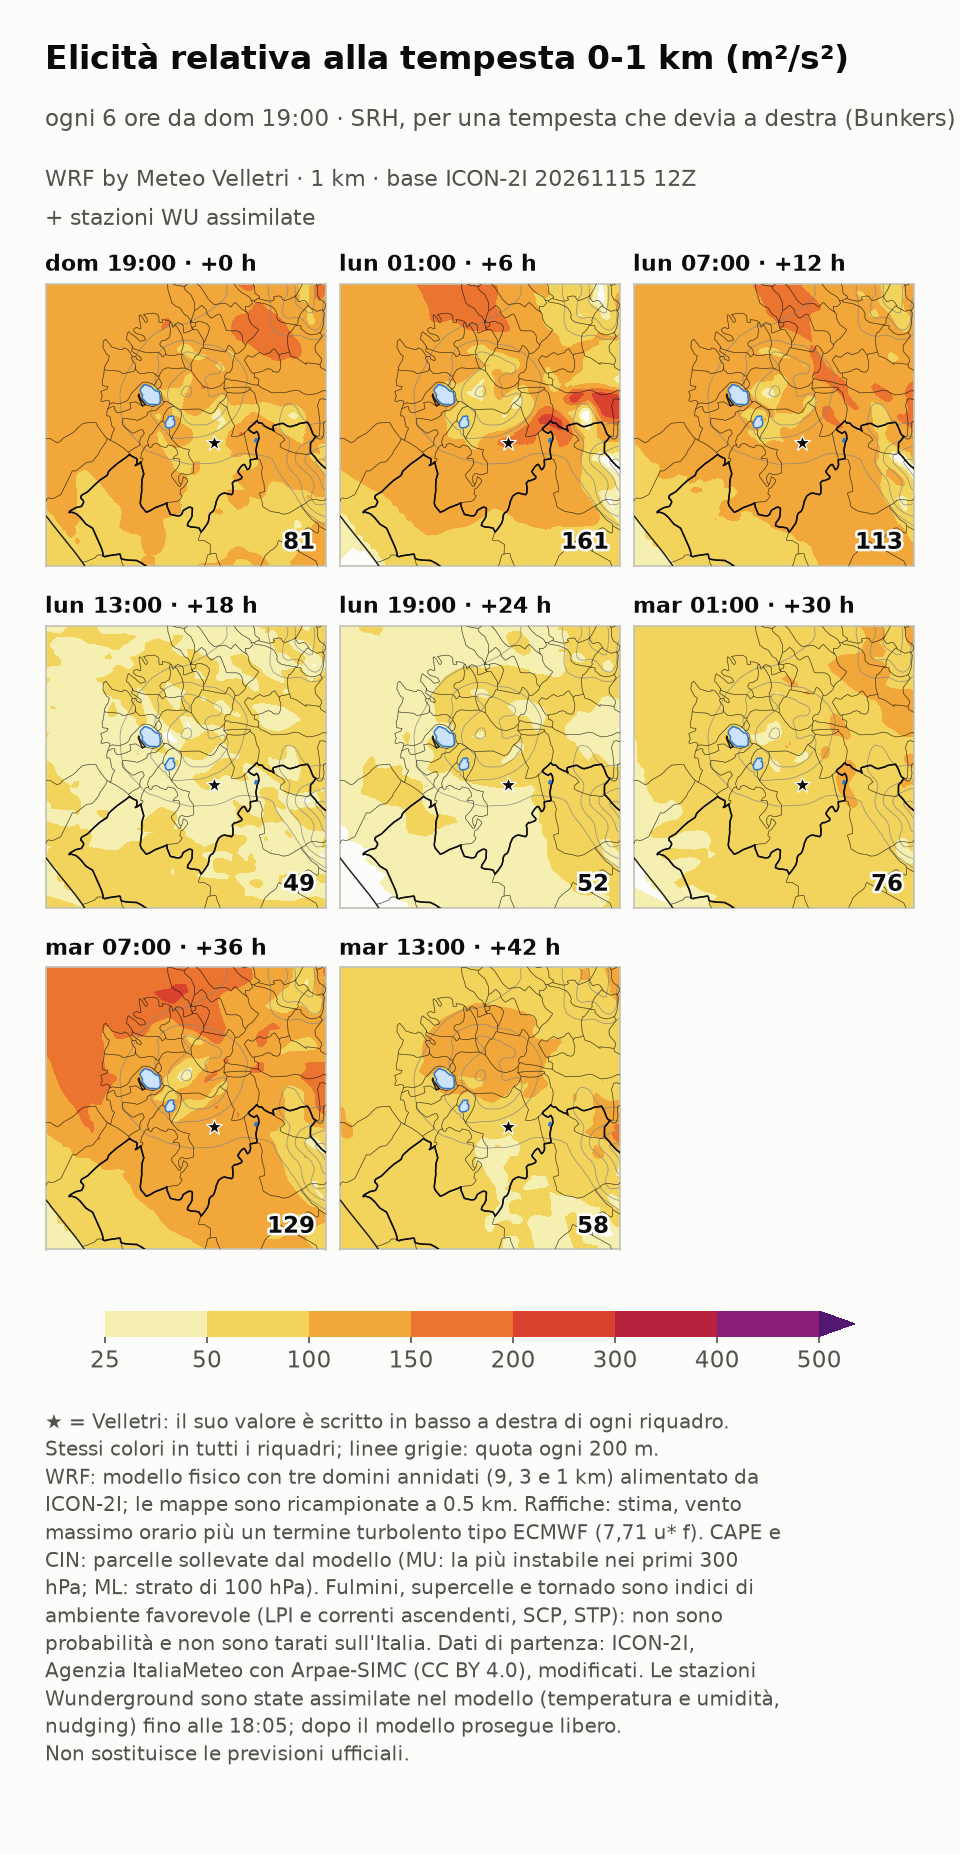 Elicità relativa alla tempesta 0-1 km (m²/s²)
ogni 6 ore da dom 19:00 · SRH, per una tempesta che devia a destra (Bunkers)
WRF by Meteo Velletri · 1 km · base ICON-2I 20261115 12Z
+ stazioni WU assimilate
dom 19:00 · +0 h
lun 01:00 · +6 h
lun 07:00 · +12 h
81
161
113
lun 13:00 · +18 h
lun 19:00 · +24 h
mar 01:00 · +30 h
49
52
76
mar 07:00 · +36 h
mar 13:00 · +42 h
129
58
25 50 100 150 200 300 400 500
★ = Velletri: il suo valore è scritto in basso a destra di ogni riquadro.
Stessi colori in tutti i riquadri; linee grigie: quota ogni 200 m.
WRF: modello fisico con tre domini annidati (9, 3 e 1 km) alimentato da
ICON-2I; le mappe sono ricampionate a 0.5 km. Raffiche: stima, vento
massimo orario più un termine turbolento tipo ECMWF (7,71 u* f). CAPE e
CIN: parcelle sollevate dal modello (MU: la più instabile nei primi 300
hPa; ML: strato di 100 hPa). Fulmini, supercelle e tornado sono indici di
ambiente favorevole (LPI e correnti ascendenti, SCP, STP): non sono
probabilità e non sono tarati sull'Italia. Dati di partenza: ICON-2I,
Agenzia ItaliaMeteo con Arpae-SIMC (CC BY 4.0), modificati. Le stazioni
Wunderground sono state assimilate nel modello (temperatura e umidità,
nudging) fino alle 18:05; dopo il modello prosegue libero.
Non sostituisce le previsioni ufficiali.